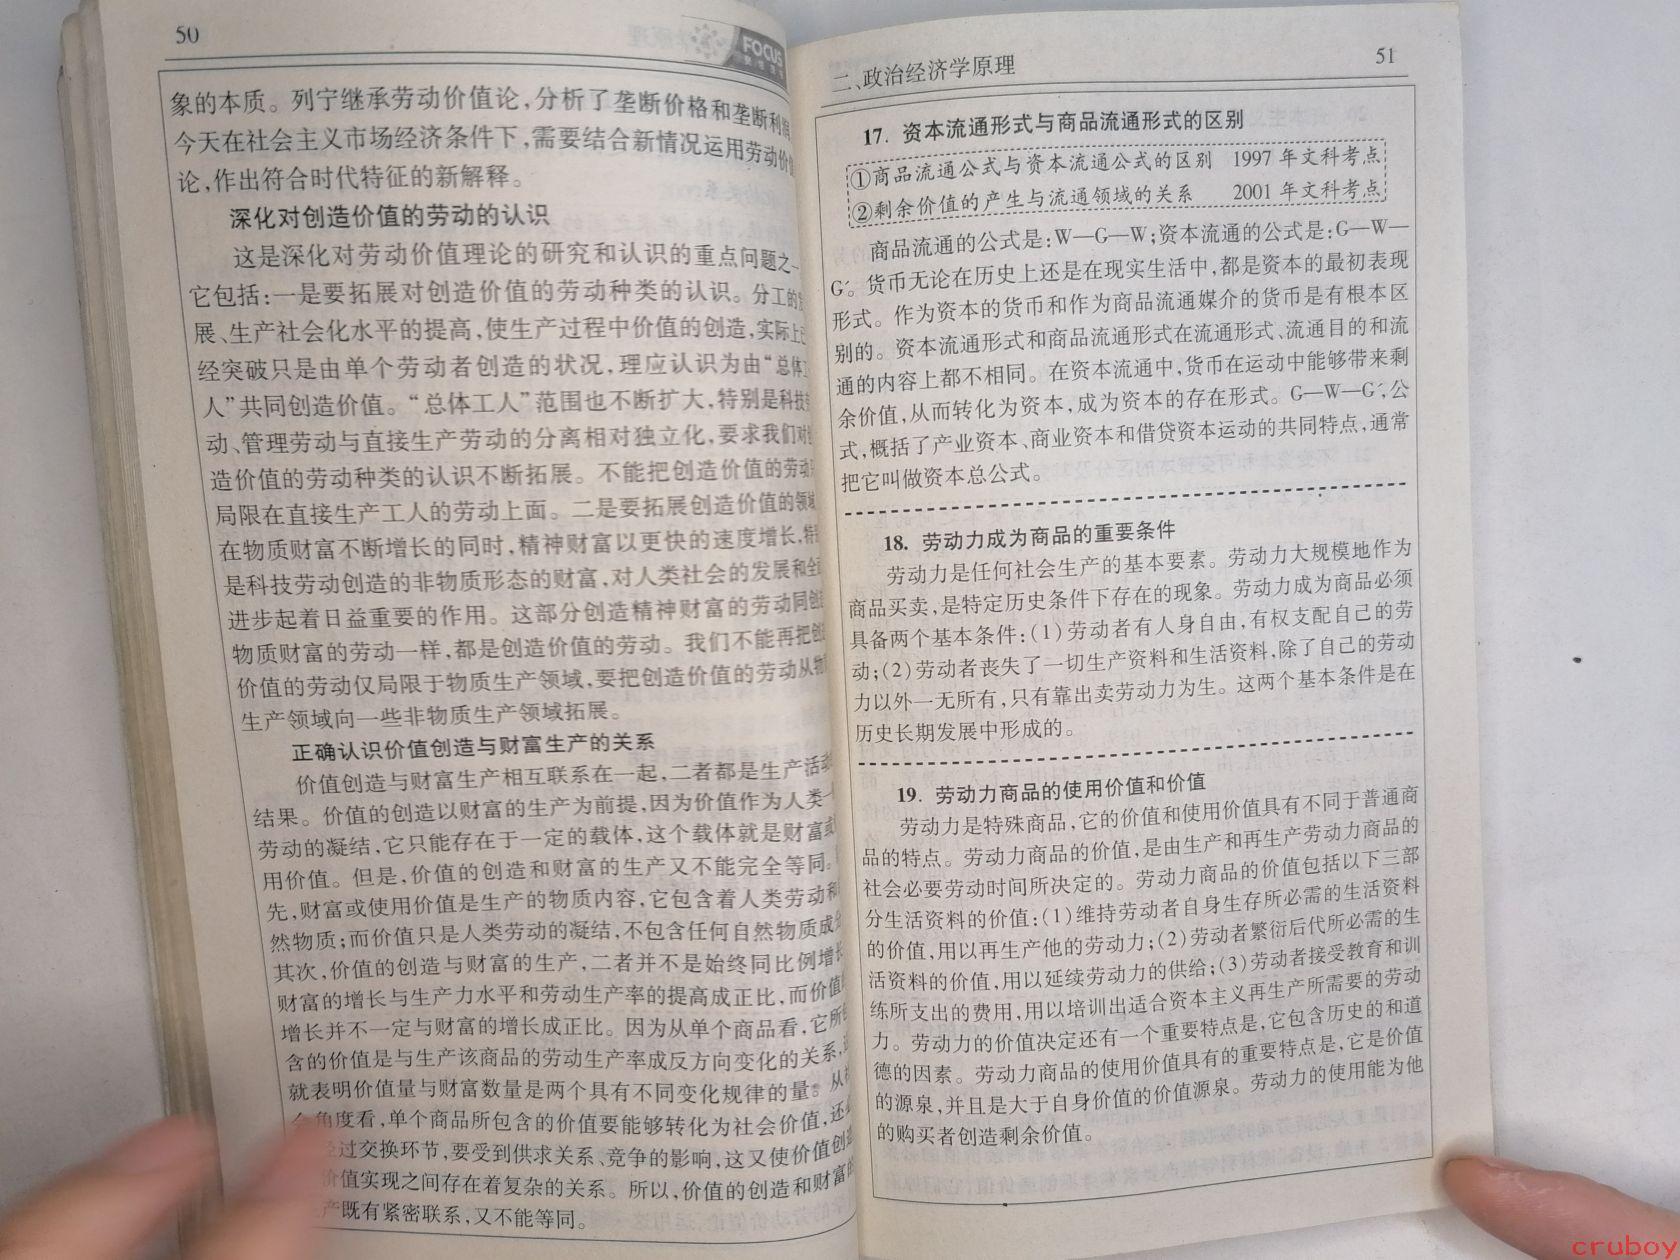 50
FOCUS
象的本质。列宁继承劳动价值论,分析了垄断价格和垄断利润
今天在社会主义市场经济条件下,需要结合新情况运用劳动价
论,作出符合时代特征的新解释。
深化对创造价值的劳动的认识
这是深化对劳动价值理论的研究和认识的重点问题之一
它包括:一是要拓展对创造价值的劳动种类的认识。分工的发
展、生产社会化水平的提高,使生产过程中价值的创造,实际上已
经突破只是由单个劳动者创造的状况,理应认识为由“总体工
人”共同创造价值。“总体工人”范围也不断扩大,特别是科技劳
动、管理劳动与直接生产劳动的分离相对独立化,要求我们对创
造价值的劳动种类的认识不断拓展。不能把创造价值的劳动
局限在直接生产工人的劳动上面。二是要拓展创造价值的领域
在物质财富不断增长的同时,精神财富以更快的速度增长,特别
是科技劳动创造的非物质形态的财富,对人类社会的发展和全面
进步起着日益重要的作用。这部分创造精神财富的劳动同创造
物质财富的劳动一样,都是创造价值的劳动。我们不能再把创造
价值的劳动仅局限于物质生产领域,要把创造价值的劳动从物质
生产领域向一些非物质生产领域拓展。
正确认识价值创造与财富生产的关系
价值创造与财富生产相互联系在一起,二者都是生产活动
结果。价值的创造以财富的生产为前提,因为价值作为人类一
劳动的凝结,它只能存在于一定的载体,这个载体就是财富或
用价值。但是,价值的创造和财富的生产又不能完全等同。
先,财富或使用价值是生产的物质内容,它包含着人类劳动和
然物质;而价值只是人类劳动的凝结,不包含任何自然物质成分
其次,价值的创造与财富的生产,二者并不是始终同比例增长
财富的增长与生产力水平和劳动生产率的提高成正比,而价值
增长并不一定与财富的增长成正比。因为从单个商品看,它所
含的价值是与生产该商品的劳动生产率成反方向变化的关系,这
就表明价值量与财富数量是两个具有不同变化规律的量。从
角度看,单个商品所包含的价值要能够转化为社会价值,还
过交换环节,要受到供求关系、竞争的影响,这又使价值创造
价值实现之间存在着复杂的关系。所以,价值的创造和财富的
产既有紧密联系,又不能等同。
二、政治经济学原理
51
17. 资本流通形式与商品流通形式的区别
①商品流通公式与资本流通公式的区别 1997年文科考点
②剩余价值的产生与流通领域的关系 2001年文科考点
商品流通的公式是:W—G—W;资本流通的公式是:G—W—
G′。货币无论在历史上还是在现实生活中,都是资本的最初表现
形式。作为资本的货币和作为商品流通媒介的货币是有根本区
别的。资本流通形式和商品流通形式在流通形式、流通目的和流
通的内容上都不相同。在资本流通中,货币在运动中能够带来剩
余价值,从而转化为资本,成为资本的存在形式。G—W—G′,公
式,概括了产业资本、商业资本和借贷资本运动的共同特点,通常
把它叫做资本总公式。
18. 劳动力成为商品的重要条件
劳动力是任何社会生产的基本要素。劳动力大规模地作为
商品买卖,是特定历史条件下存在的现象。劳动力成为商品必须
具备两个基本条件:(1)劳动者有人身自由,有权支配自己的劳
动;(2)劳动者丧失了一切生产资料和生活资料,除了自己的劳动
力以外一无所有,只有靠出卖劳动力为生。这两个基本条件是在
历史长期发展中形成的。
19. 劳动力商品的使用价值和价值
劳动力是特殊商品,它的价值和使用价值具有不同于普通商
品的特点。劳动力商品的价值,是由生产和再生产劳动力商品的
社会必要劳动时间所决定的。劳动力商品的价值包括以下三部
分生活资料的价值:(1)维持劳动者自身生存所必需的生活资料
的价值,用以再生产他的劳动力;(2)劳动者繁衍后代所必需的生
活资料的价值,用以延续劳动力的供给;(3)劳动者接受教育和训
练所支出的费用,用以培训出适合资本主义再生产所需要的劳动
力。劳动力的价值决定还有一个重要特点是,它包含历史的和道
德的因素。劳动力商品的使用价值具有的重要特点是,它是价值
的源泉,并且是大于自身价值的价值源泉。劳动力的使用能为他
的购买者创造剩余价值。
cruboy